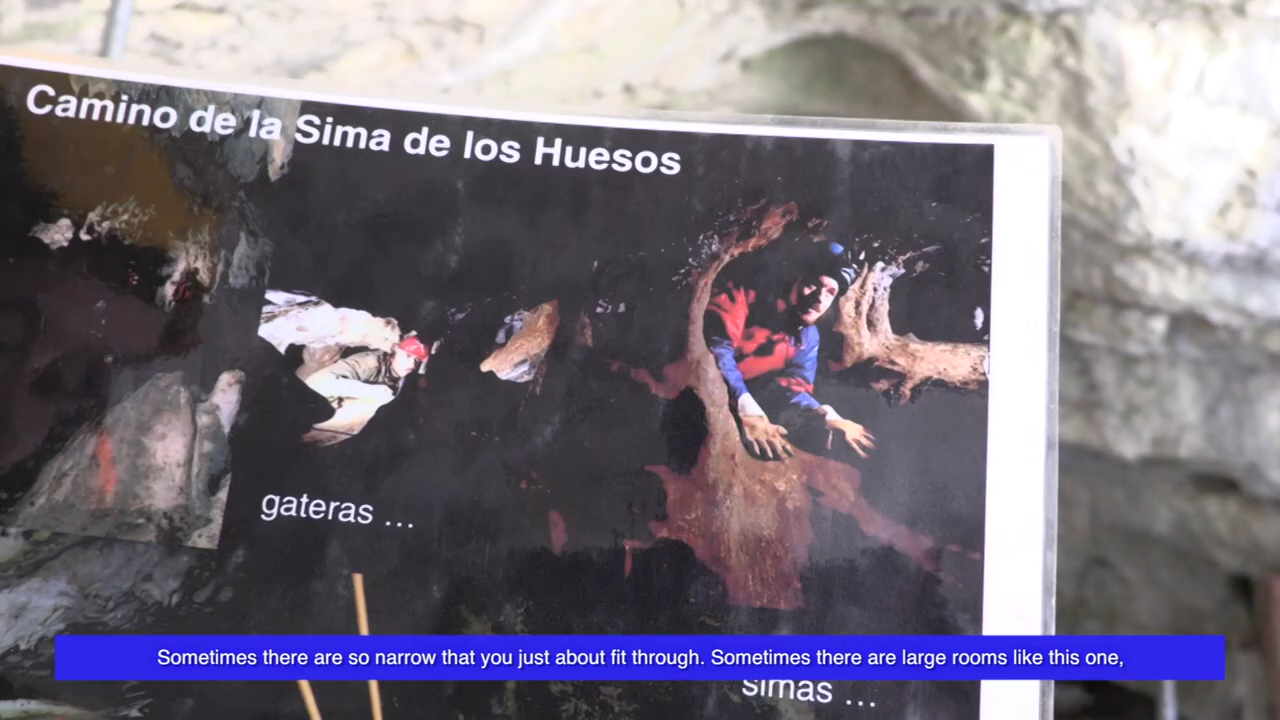 Camino de la Sima de los Huesos
gateras ...
Sometimes there are so narrow that you just about fit through. Sometimes there are large rooms like this one,
simas ...